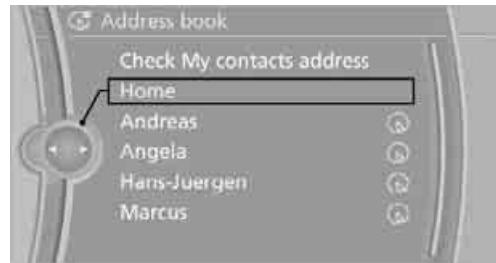 Address book
Check My contacts address
Home
Andreas
Angela
Hans-Juergen
Marcus